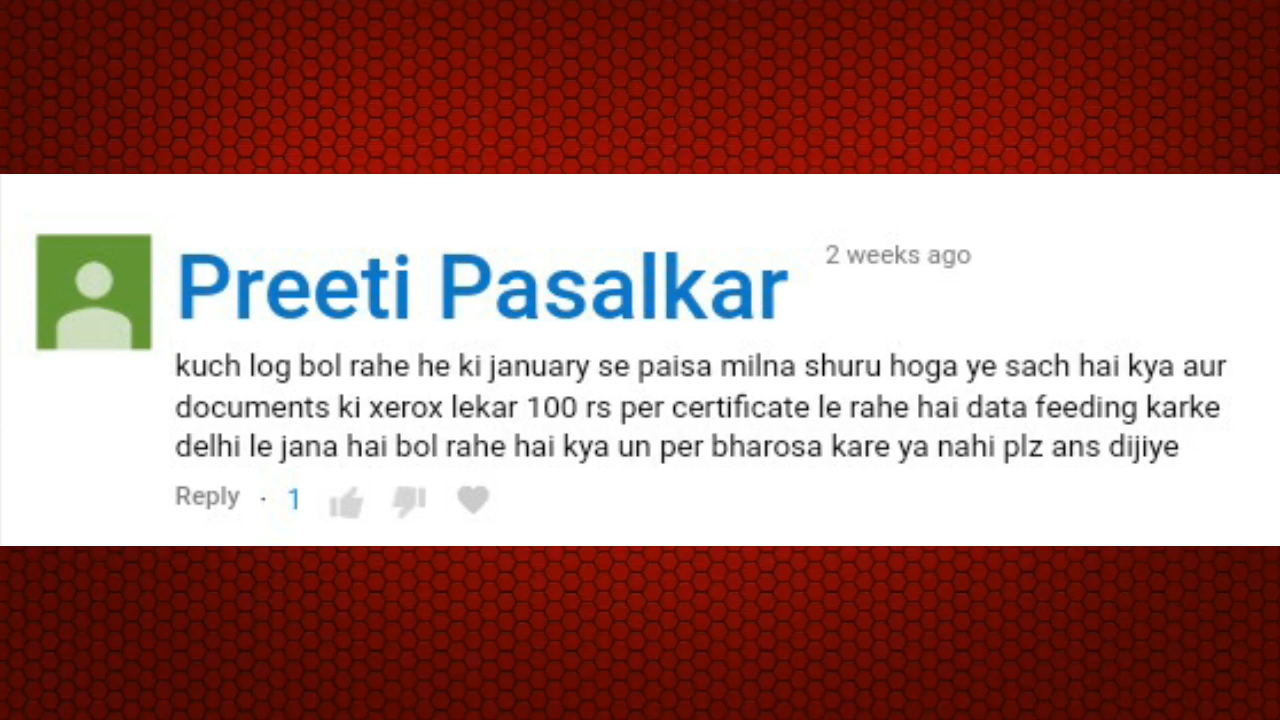 Preeti Pasalkar
2 weeks ago
kuch log bol rahe he ki january se paisa milna shuru hoga ye sach hai kya aur
documents ki xerox lekar 100 rs per certificate le rahe hai data feeding karke
delhi le jana hai bol rahe hai kya un per bharosa kare ya nahi plz ans dijiye
Reply · 1